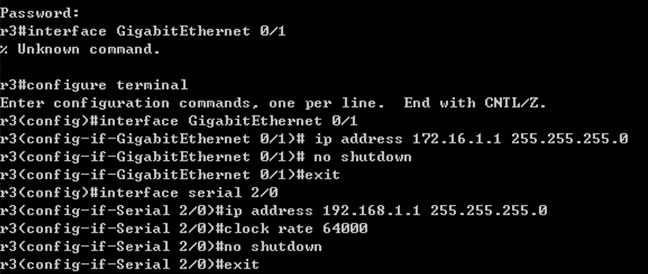 Password:
r3#interface GigabitEthernet 0/1
% Unknown command.
r3#configure terminal
Enter configuration commands, one per line.  End with CNTL/Z.
r3(config)#interface GigabitEthernet 0/1
r3(config-if-GigabitEthernet 0/1)# ip address 172.16.1.1 255.255.255.0
r3(config-if-GigabitEthernet 0/1)# no shutdown
r3(config-if-GigabitEthernet 0/1)#exit
r3(config)#interface serial 2/0
r3(config-if-Serial 2/0)#ip address 192.168.1.1 255.255.255.0
r3(config-if-Serial 2/0)#clock rate 64000
r3(config-if-Serial 2/0)#no shutdown
r3(config-if-Serial 2/0)#exit